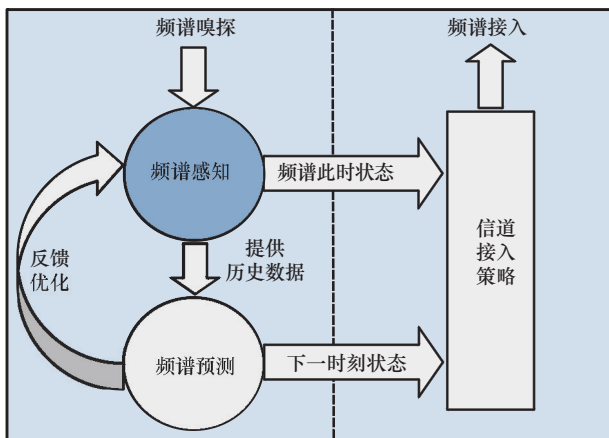 频谱嗅探
频谱接入
频谱感知
频谱此时状态
反馈
优化
提供
历史数据
信道
接入
策略
频谱预测
下一时刻状态